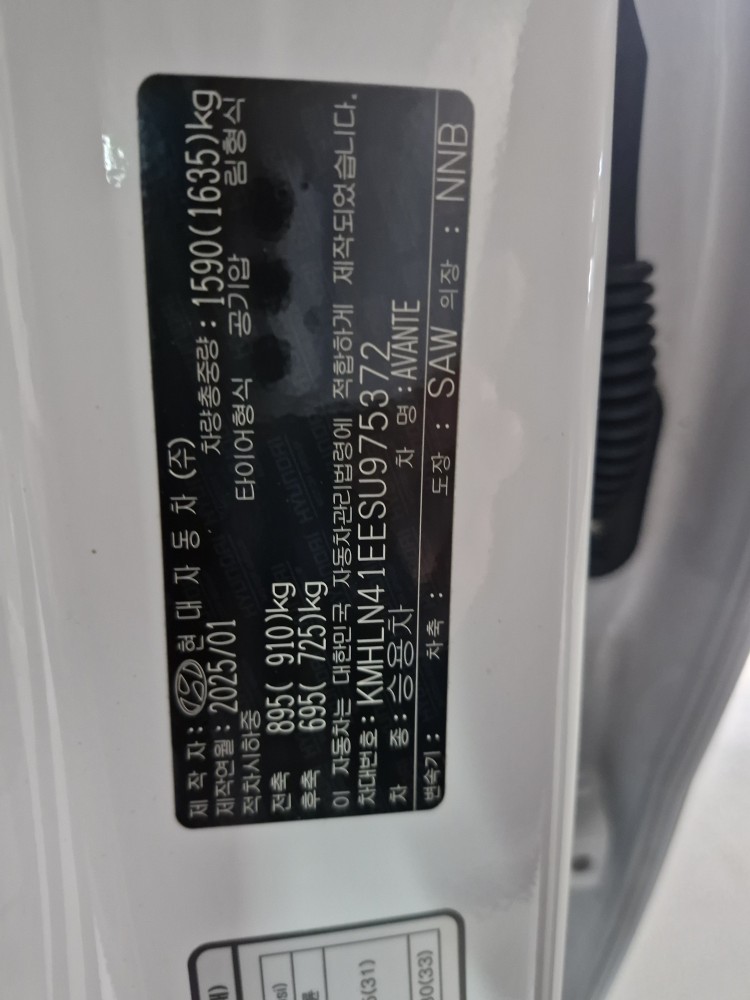 제 작 자 : 현 대 자 동 차 (주)
제작연월 : 2025/01 차량총중량 : 1590(1635)kg
적차시하중 타이어형식 공기압 림형식
전축 895( 910)kg
후축 695( 725)kg
이 자동차는 대한민국 자동차관리법령에 적합하게 제작되었습니다.
차대번호 : KMHLN41EESU975372
차 종 : 승용차 차 명 : AVANTE
변속기 : 차축 : 도장 : SAW 의장 : NNB